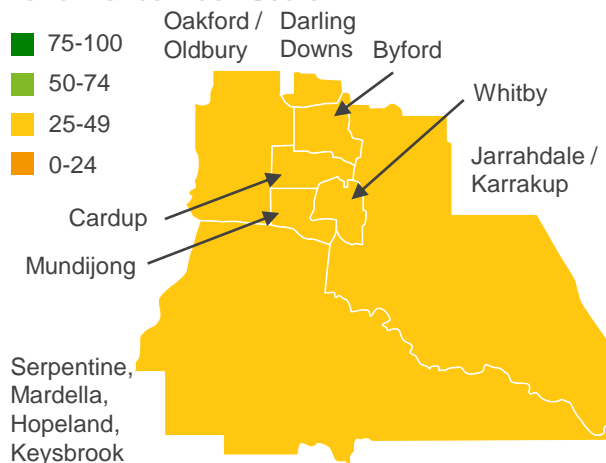 75-100
50-74
25-49
0-24
Oakford /
Oldbury
Darling
Downs
Byford
Whitby
Jarrahdale /
Karrakup
Cardup
Mundijong
Serpentine,
Mardella,
Hopeland,
Keysbrook